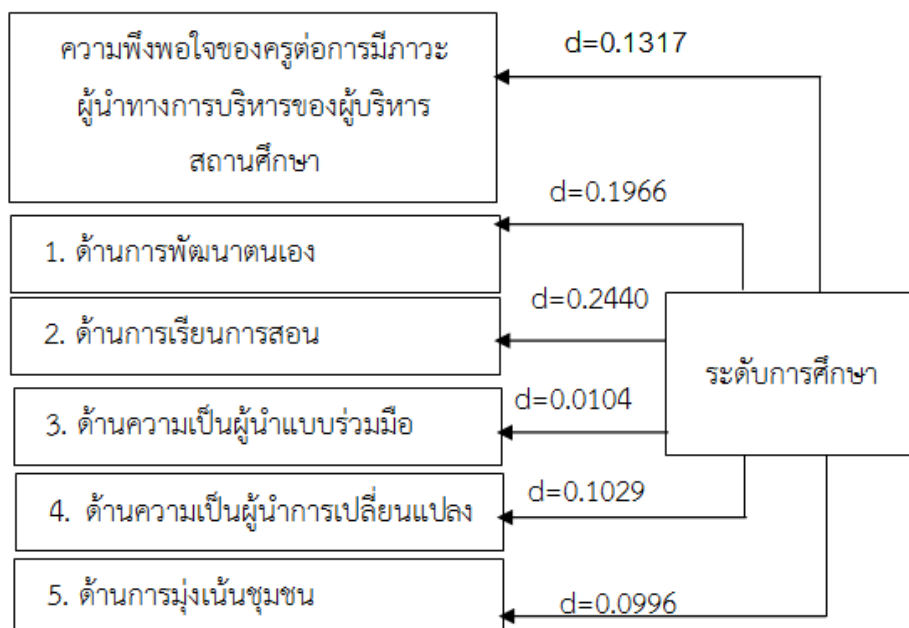 ความพึงพอใจของครูต่อการมีภาวะ
ผู้นำทางการบริหารของผู้บริหาร
สถานศึกษา
d=0.1317
d=0.1966
1. ด้านการพัฒนาตนเอง
d=0.2440
2. ด้านการเรียนการสอน
ระดับการศึกษา
d=0.0104
3. ด้านความเป็นผู้นำแบบร่วมมือ
d=0.1029
4. ด้านความเป็นผู้นำการเปลี่ยนแปลง
5. ด้านการมุ่งเน้นชุมชน
d=0.0996